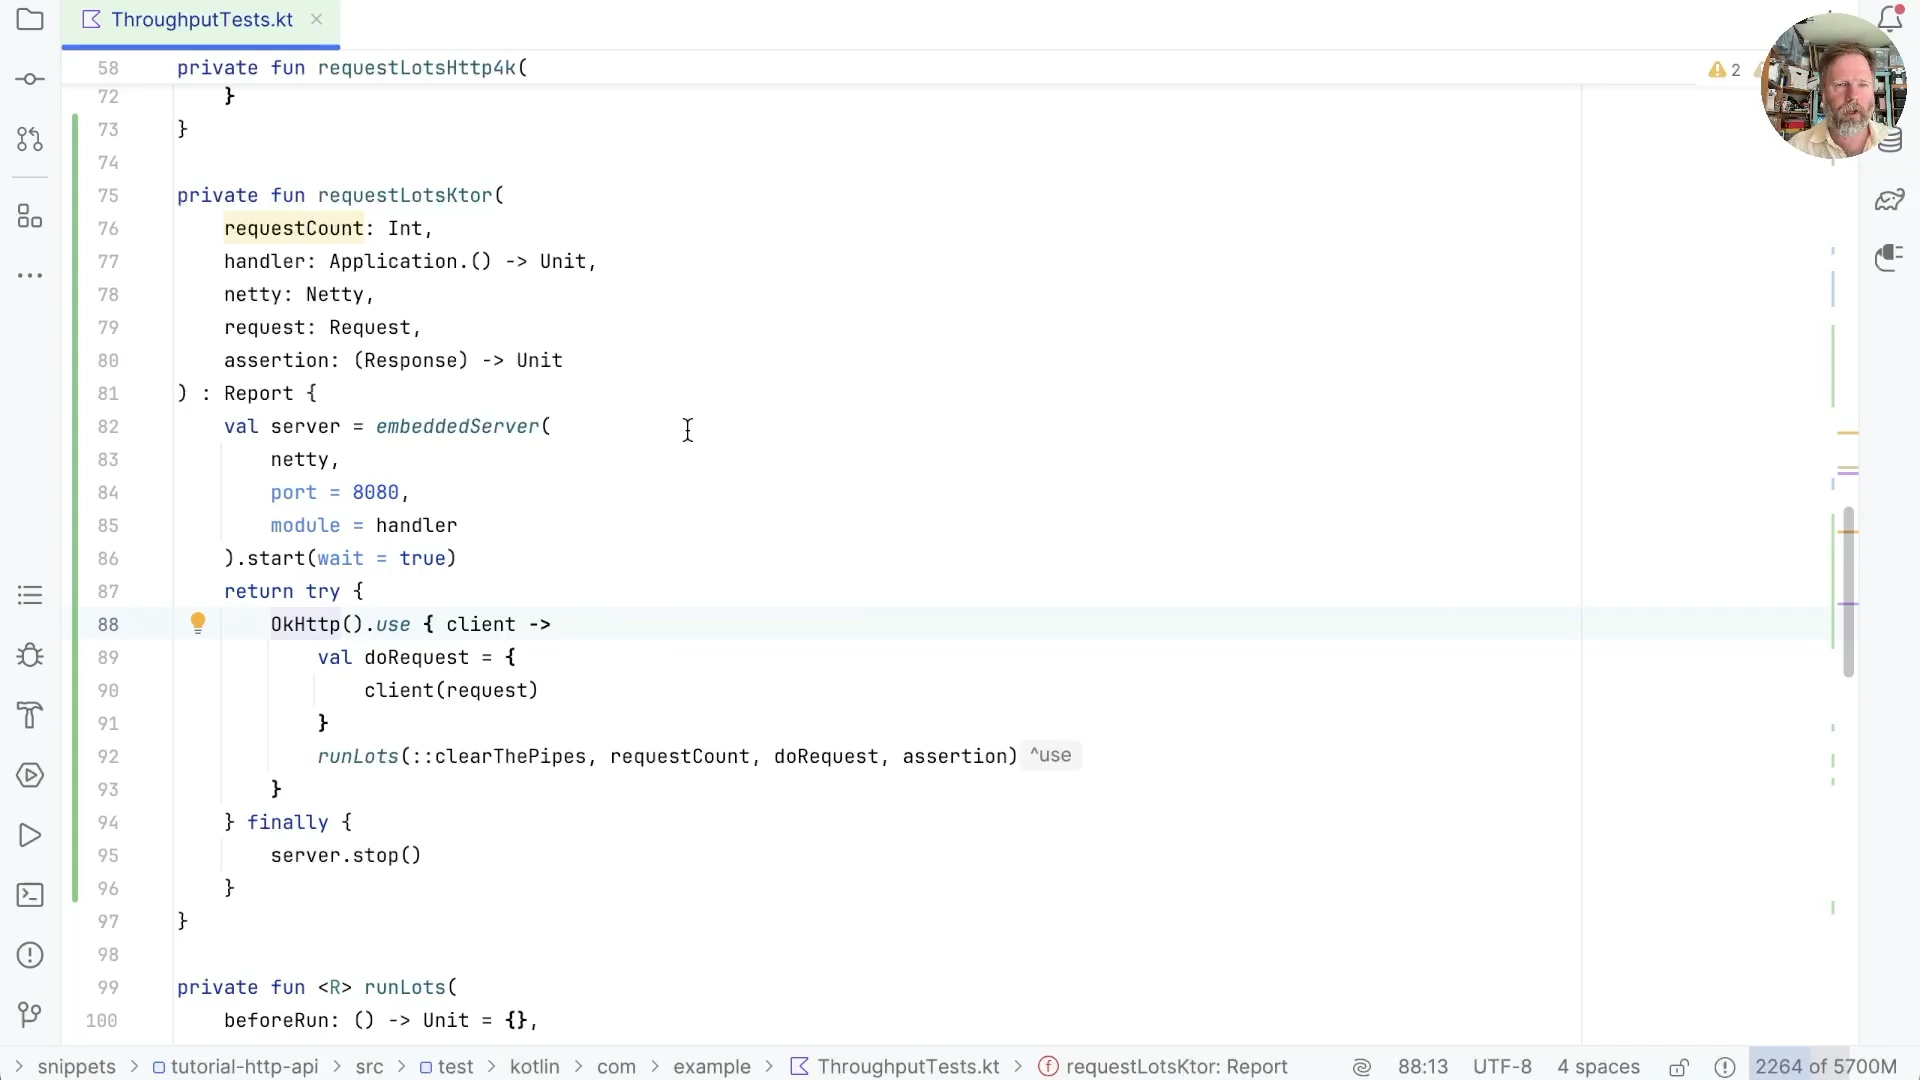 ThroughputTests.kt
58 private fun requestLotsHttp4k(
2
72 }
73 }
74
75 private fun requestLotsKtor(
76 requestCount: Int,
77 handler: Application.() -> Unit,
78 netty: Netty,
79 request: Request,
80 assertion: (Response) -> Unit
81 ) : Report {
82 val server = embeddedServer(
83 netty,
84 port = 8080,
85 module = handler
86 ).start(wait = true)
87 return try {
88 OkHttp().use { client ->
89 val doRequest = {
90 client(request)
91 }
92 runLots(::clearThePipes, requestCount, doRequest, assertion) ^use
93 }
94 } finally {
95 server.stop()
96 }
97 }
98
99 private fun <R> runLots(
100 beforeRun: () -> Unit = {},
> snippets > tutorial-http-api > src > test > kotlin > com > example > ThroughputTests.kt > requestLotsKtor: Report 88:13 UTF-8 4 spaces 2264 of 5700M